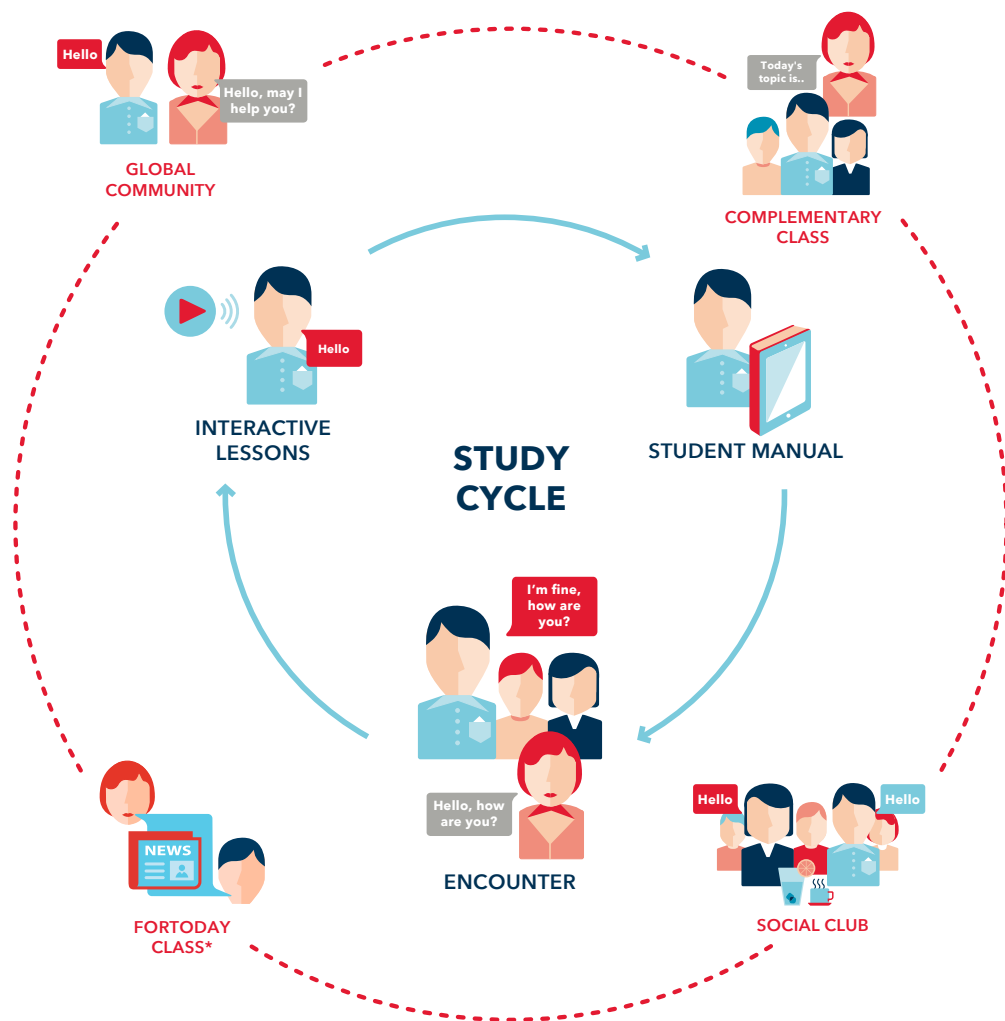 Hello
Hello, may I
help you?
GLOBAL
COMMUNITY
Today's
topic is..
COMPLEMENTARY
CLASS
Hello
INTERACTIVE
LESSONS
STUDENT MANUAL
STUDY
CYCLE
I'm fine,
how are
you?
Hello, how
are you?
ENCOUNTER
NEWS
FORTODAY
CLASS*
Hello
Hello
SOCIAL CLUB